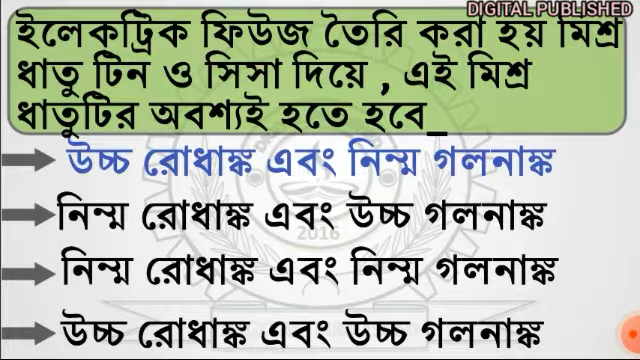 DIGITAL PUBLISHED
ইলেকট্রিক ফিউজ তৈরি করা হয় মিশ্র
ধাতু টিন ও সিসা দিয়ে , এই মিশ্র
ধাতুটির অবশ্যই হতে হবে_
উচ্চ রোধাঙ্ক এবং নিম্ম গলনাঙ্ক
নিম্ম রোধাঙ্ক এবং উচ্চ গলনাঙ্ক
2016
নিম্ম রোধাঙ্ক এবং নিম্ম গলনাঙ্ক
উচ্চ রোধাঙ্ক এবং উচ্চ গলনাঙ্ক